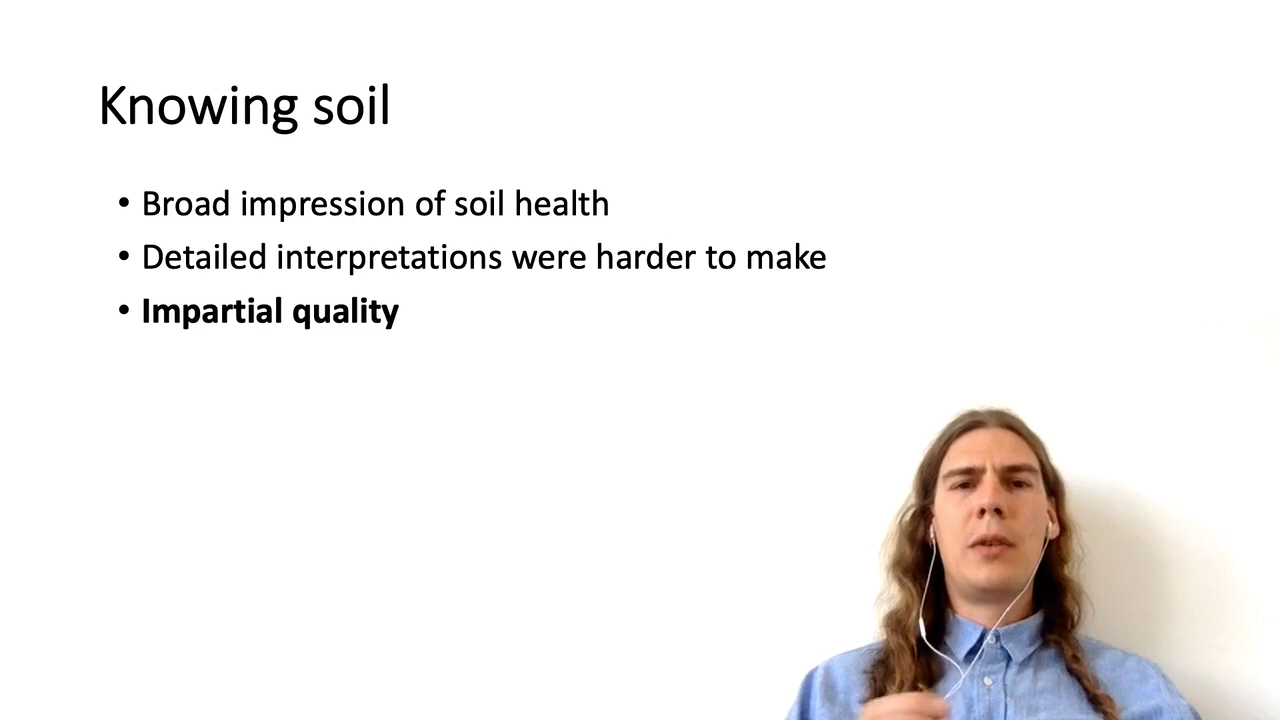 Knowing soil
• Broad impression of soil health
• Detailed interpretations were harder to make
• Impartial quality